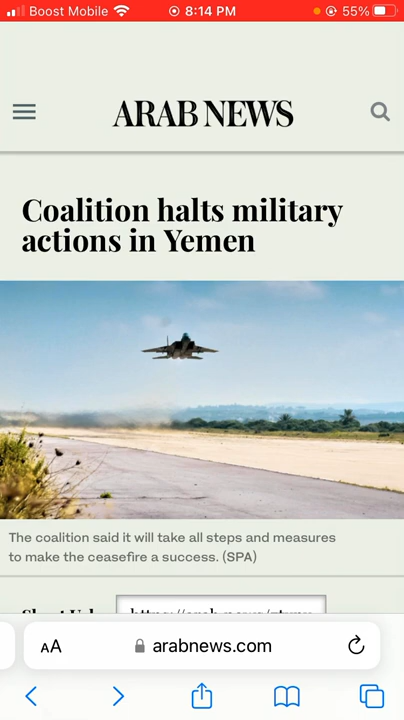 Boost Mobile 8:14 PM 55%
ARAB NEWS
Coalition halts military
actions in Yemen
The coalition said it will take all steps and measures
to make the ceasefire a success. (SPA)
AA arabnews.com